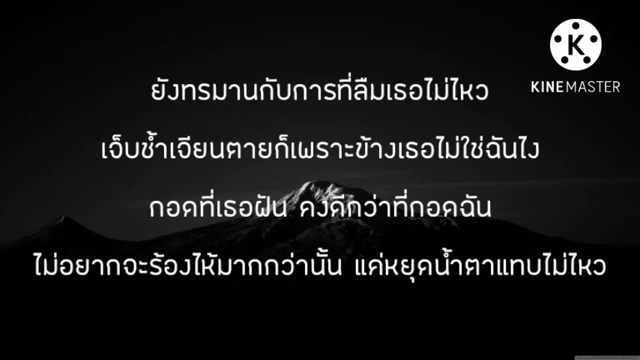 KINEMASTER
ยังทรมานกับการที่ลืมเธอไม่ไหว
เจ็บช้ำเจียนตายก็เพราะข้างเธอไม่ใช่ฉันไง
กอดที่เธอฝัน คงดีกว่าที่กอดฉัน
ไม่อยากจะร้องไห้มากกว่านั้น แค่หยุดน้ำตาแทบไม่ไหว